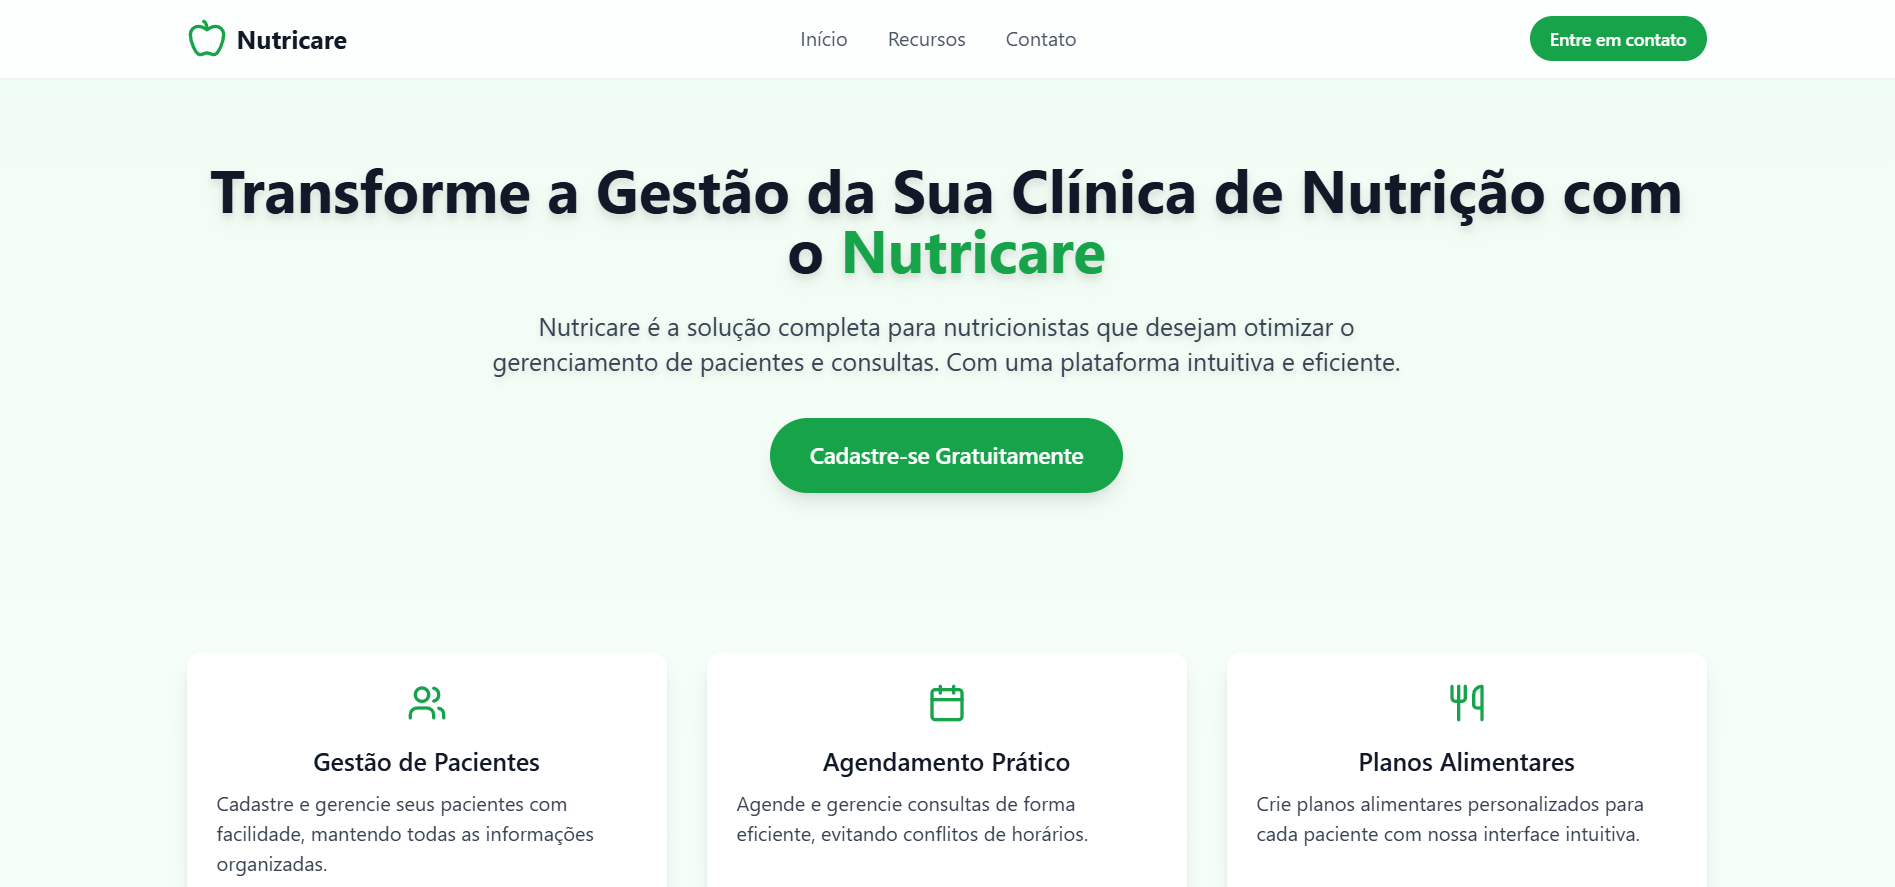 Nutricare
Início
Recursos
Contato
Entre em contato
Transforme a Gestão da Sua Clínica de Nutrição com
o Nutricare
Nutricare é a solução completa para nutricionistas que desejam otimizar o
gerenciamento de pacientes e consultas. Com uma plataforma intuitiva e eficiente.
Cadastre-se Gratuitamente
Gestão de Pacientes
Cadastre e gerencie seus pacientes com
facilidade, mantendo todas as informações
organizadas.
Agendamento Prático
Agende e gerencie consultas de forma
eficiente, evitando conflitos de horários.
Planos Alimentares
Crie planos alimentares personalizados para
cada paciente com nossa interface intuitiva.